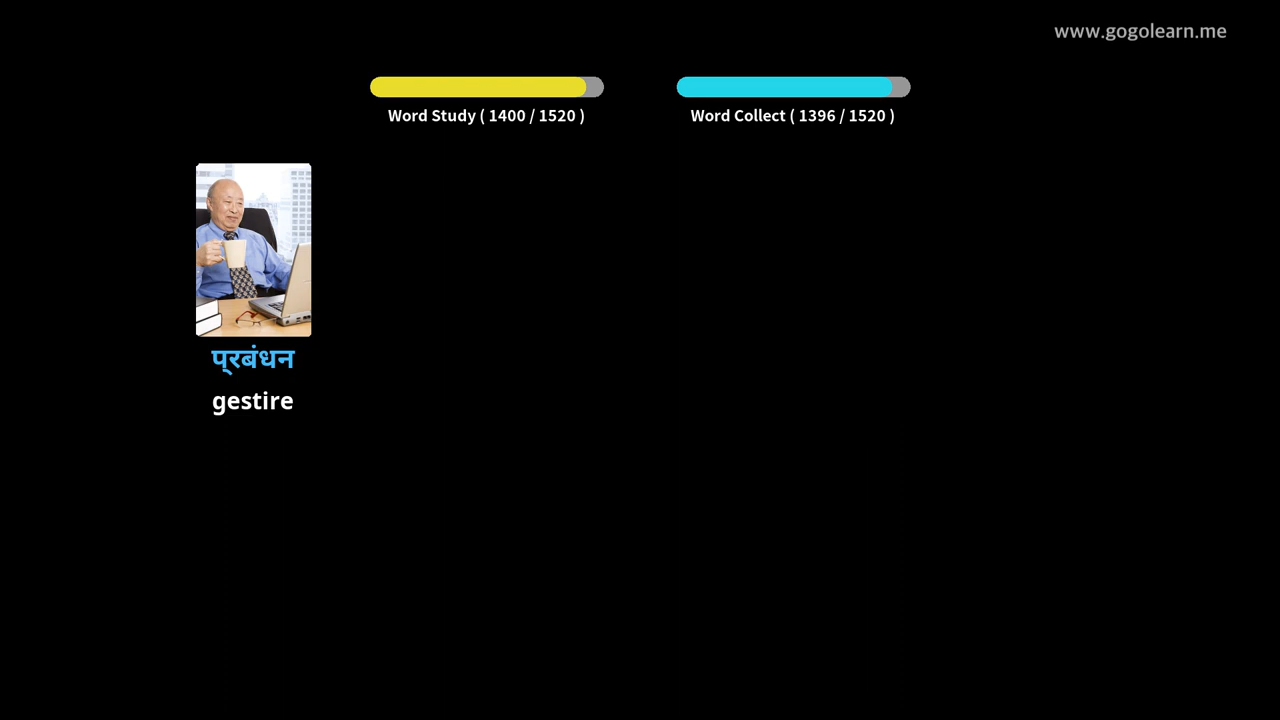 www.gogolearn.me
Word Study ( 1400 / 1520 )
Word Collect ( 1396 / 1520 )
प्रबंधन
gestire